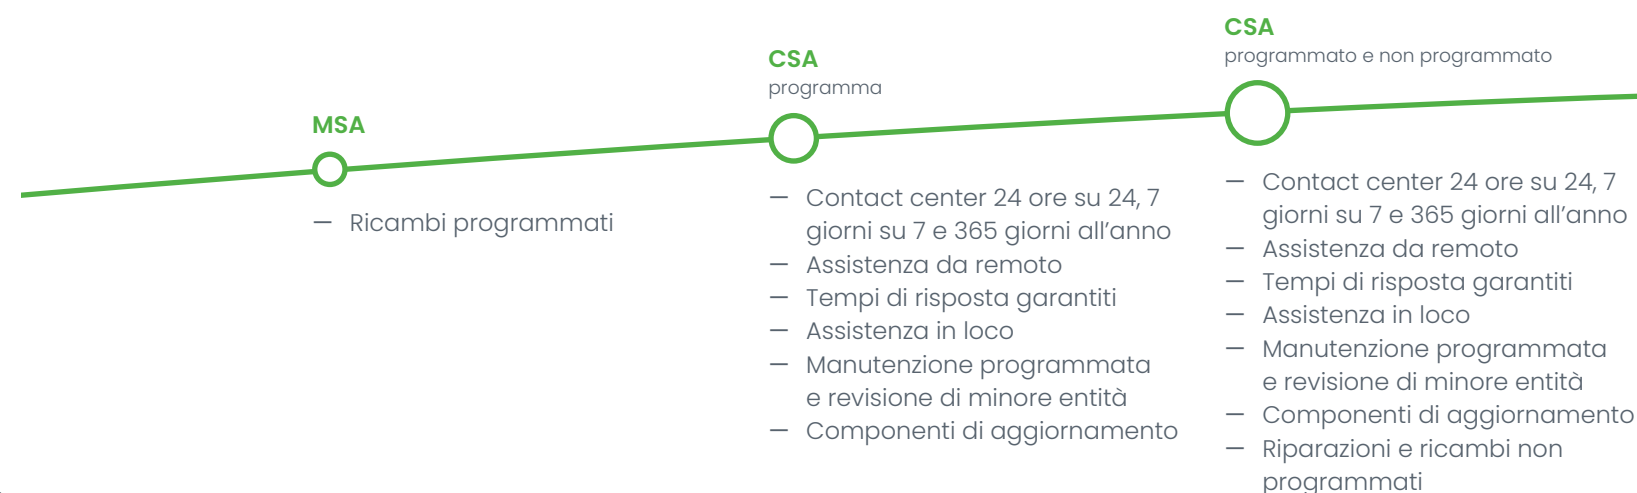 MSA
— Ricambi programmati
CSA
programma
— Contact center 24 ore su 24, 7
giorni su 7 e 365 giorni all’anno
— Assistenza da remoto
— Tempi di risposta garantiti
— Assistenza in loco
— Manutenzione programmata
e revisione di minore entità
— Componenti di aggiornamento
CSA
programmato e non programmato
— Contact center 24 ore su 24, 7
giorni su 7 e 365 giorni all’anno
— Assistenza da remoto
— Tempi di risposta garantiti
— Assistenza in loco
— Manutenzione programmata
e revisione di minore entità
— Componenti di aggiornamento
— Riparazioni e ricambi non
programmati